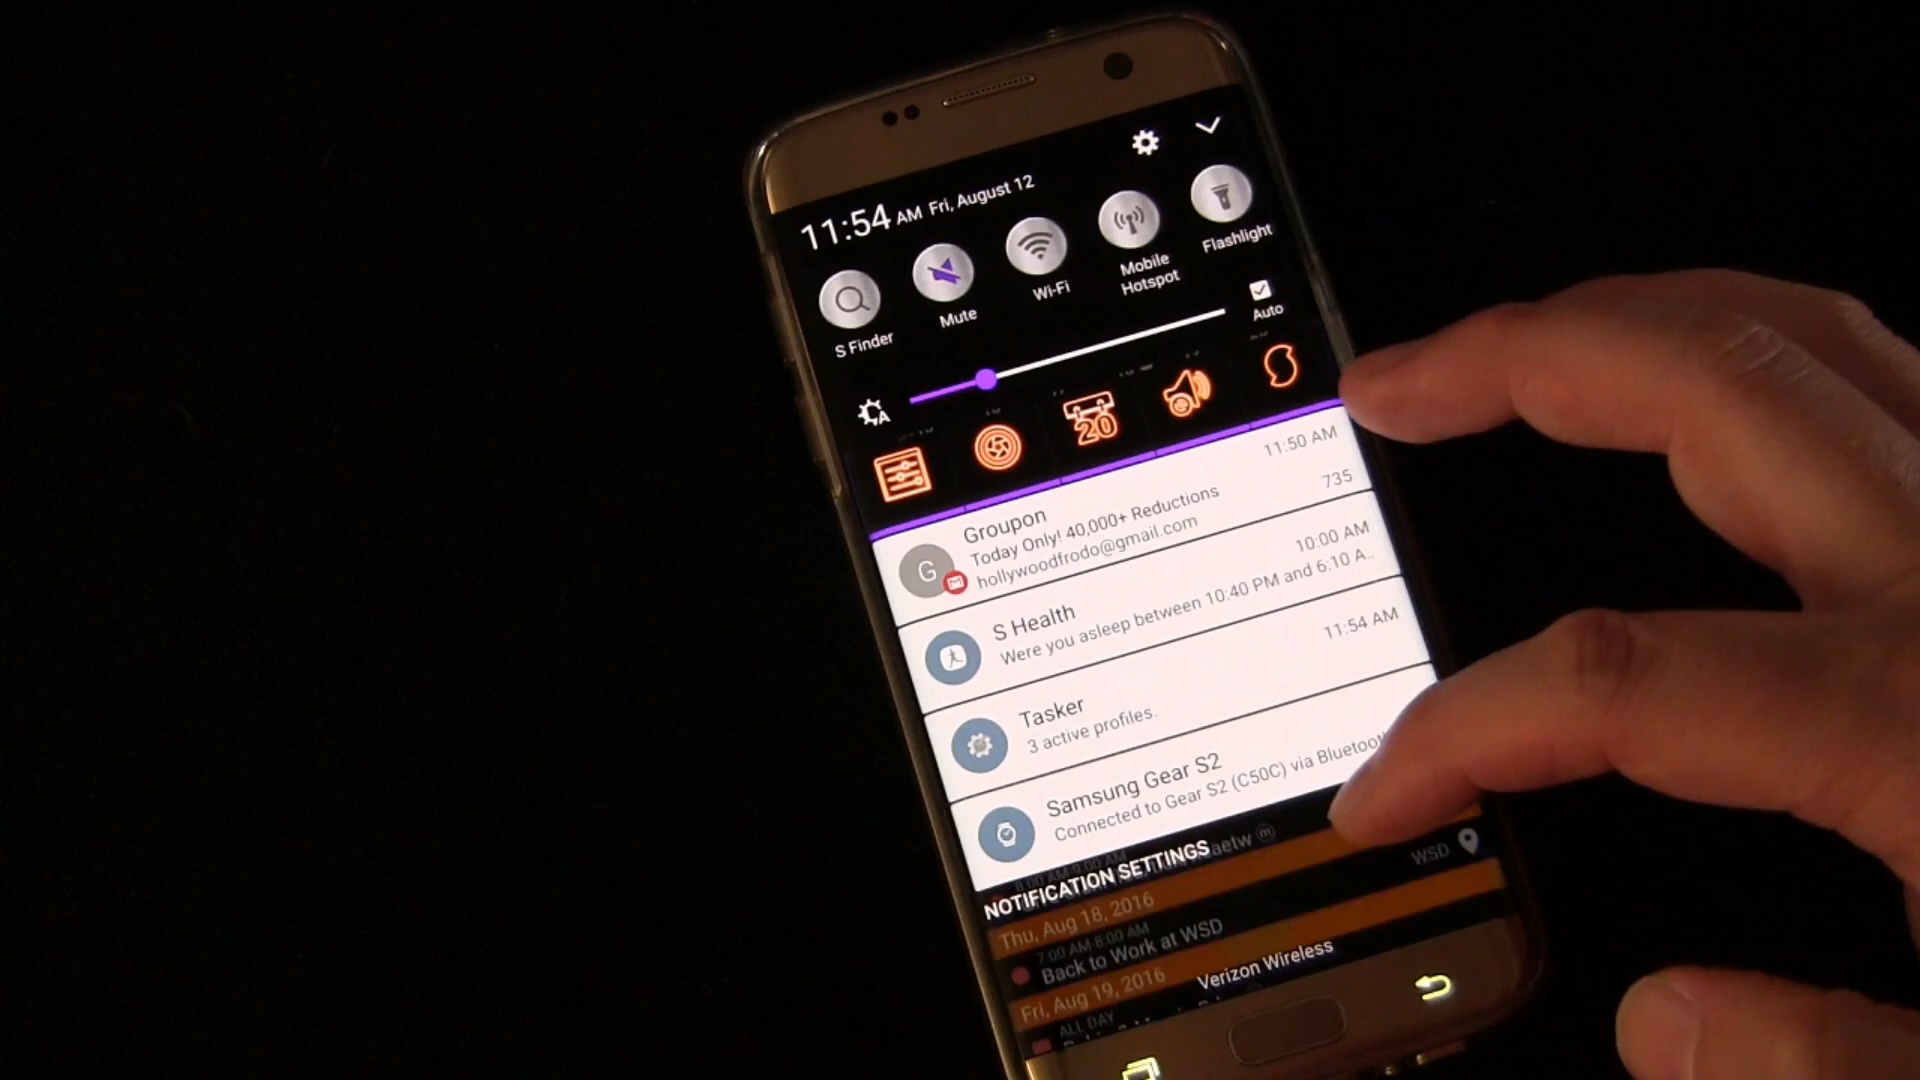 11:54 AM Fri, August 12
S Finder
Mute
Wi-Fi
Mobile
Hotspot
Flashlight
Auto
A
20
11:50 AM
Groupon
Today Only! 40,000+ Reductions
735
hollywoodfrodo@gmail.com
G
10:00 AM
S Health
Were you asleep between 10:40 PM and 6:10 A..
11:54 AM
Tasker
3 active profiles.
Samsung Gear S2
Connected to Gear S2 (C50C) via Bluetoot
NOTIFICATION SETTINGS
WSD
Thu, Aug 18, 2016
7:00 AM-8:00 AM
Back to Work at WSD
Fri, Aug 19, 2016
Verizon Wireless
ALL DAY